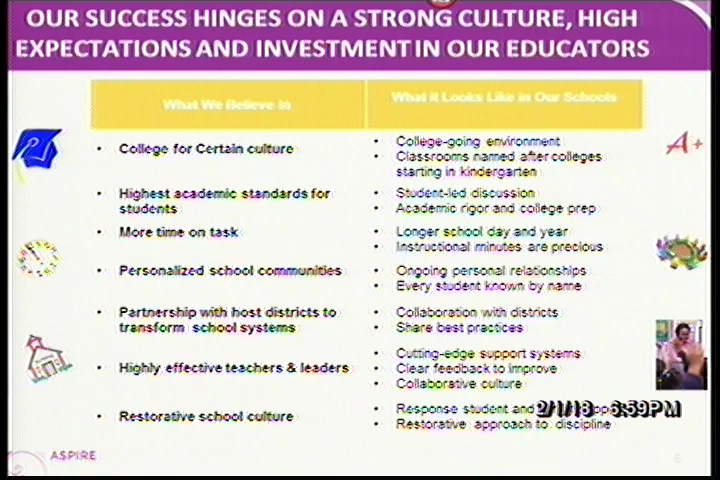 OUR SUCCESS HINGES ON A STRONG CULTURE, HIGH
EXPECTATIONS AND INVESTMENT IN OUR EDUCATORS
What We Believe In
What it Looks Like in Our Schools
• College for Certain culture
• College-going environment
• Classrooms named after colleges
starting in kindergarten
A+
• Highest academic standards for
students
• Student-led discussion
• Academic rigor and college prep
• More time on task
• Longer school day and year
• Instructional minutes are precious
• Personalized school communities
• Ongoing personal relationships
• Every student known by name
• Partnership with host districts to
transform school systems
• Collaboration with districts
• Share best practices
• Highly effective teachers & leaders
• Cutting-edge support systems
• Clear feedback to improve
• Collaborative culture
• Restorative school culture
• Response student and
• Restorative approach to discipline
2/1/18 6:59PM
ASPIRE
6